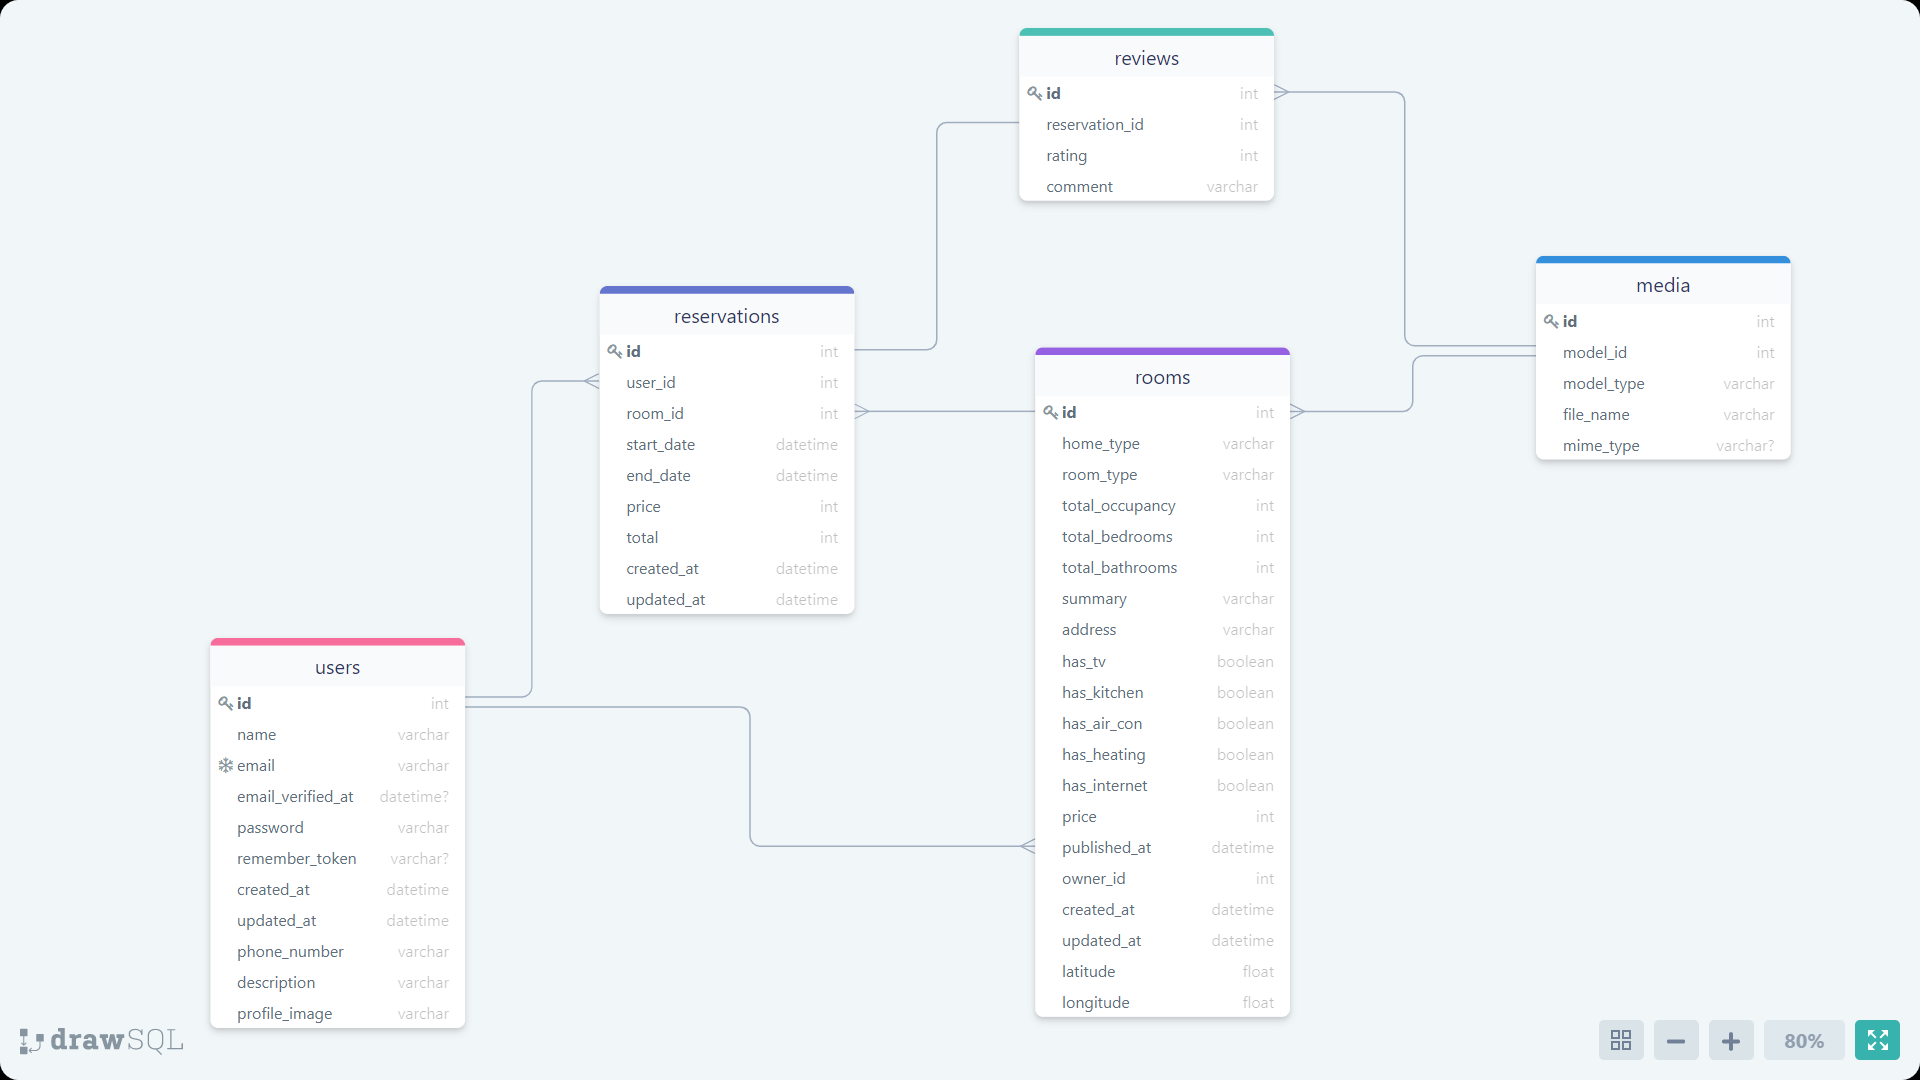 reviews
id int
reservation_id int
rating int
comment varchar
media
id int
model_id int
model_type varchar
file_name varchar
mime_type varchar?
reservations
id int
user_id int
room_id int
start_date datetime
end_date datetime
price int
total int
created_at datetime
updated_at datetime
rooms
id int
home_type varchar
room_type varchar
total_occupancy int
total_bedrooms int
total_bathrooms int
summary varchar
address varchar
has_tv boolean
has_kitchen boolean
has_air_con boolean
has_heating boolean
has_internet boolean
price int
published_at datetime
owner_id int
created_at datetime
updated_at datetime
latitude float
longitude float
users
id int
name varchar
email varchar
email_verified_at datetime?
password varchar
remember_token varchar?
created_at datetime
updated_at datetime
phone_number varchar
description varchar
profile_image varchar
drawSQL
80%